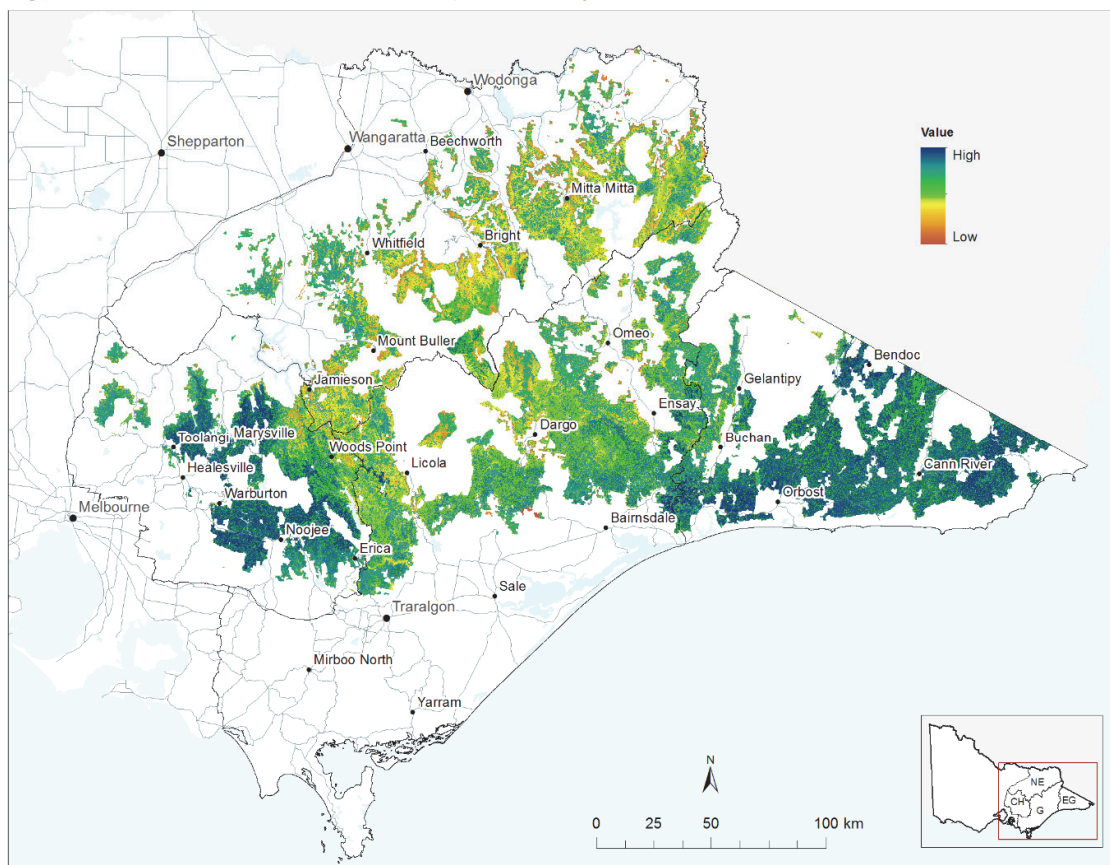 Wodonga
Shepparton
Wangaratta
Beechworth
Value
High
Low
Mitta Mitta
Whitfield
Bright
Omeo
Mount Buller
Bendoc
Jamieson
Gelantipy
Ensay
Dargo
Toolangi
Marysville
Buchan
Woods Point
Healesville
Licola
Cann River
Warburton
Orbost
Melbourne
Bairnsdale
Noojee
Erica
Sale
Traralgon
Mirboo North
Yarram
N
0 25 50 100 km
NE
CH
EG
G